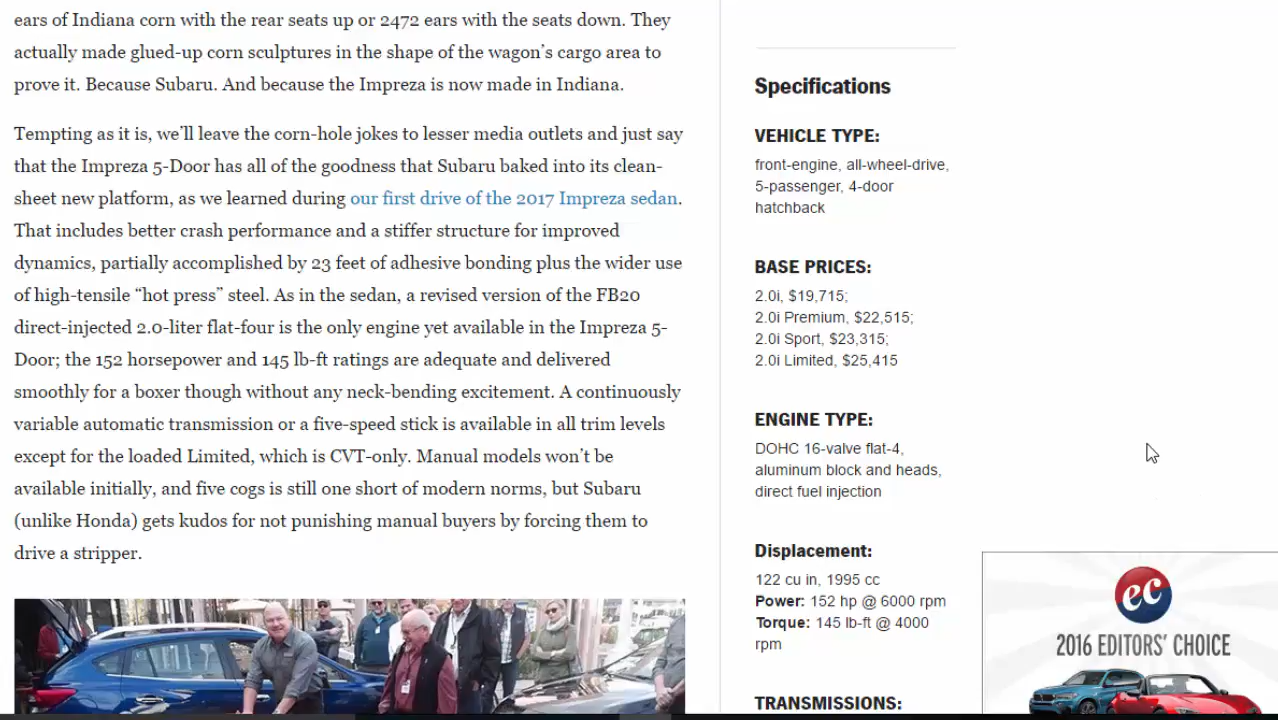 ears of Indiana corn with the rear seats up or 2472 ears with the seats down. They
actually made glued-up corn sculptures in the shape of the wagon’s cargo area to
prove it. Because Subaru. And because the Impreza is now made in Indiana.
Tempting as it is, we’ll leave the corn-hole jokes to lesser media outlets and just say
that the Impreza 5-Door has all of the goodness that Subaru baked into its clean-
sheet new platform, as we learned during our first drive of the 2017 Impreza sedan.
That includes better crash performance and a stiffer structure for improved
dynamics, partially accomplished by 23 feet of adhesive bonding plus the wider use
of high-tensile “hot press” steel. As in the sedan, a revised version of the FB20
direct-injected 2.0-liter flat-four is the only engine yet available in the Impreza 5-
Door; the 152 horsepower and 145 lb-ft ratings are adequate and delivered
smoothly for a boxer though without any neck-bending excitement. A continuously
variable automatic transmission or a five-speed stick is available in all trim levels
except for the loaded Limited, which is CVT-only. Manual models won’t be
available initially, and five cogs is still one short of modern norms, but Subaru
(unlike Honda) gets kudos for not punishing manual buyers by forcing them to
drive a stripper.
Specifications
VEHICLE TYPE:
front-engine, all-wheel-drive,
5-passenger, 4-door
hatchback
BASE PRICES:
2.0i, $19,715;
2.0i Premium, $22,515;
2.0i Sport, $23,315;
2.0i Limited, $25,415
ENGINE TYPE:
DOHC 16-valve flat-4,
aluminum block and heads,
direct fuel injection
Displacement:
122 cu in, 1995 cc
Power: 152 hp @ 6000 rpm
Torque: 145 lb-ft @ 4000
rpm
TRANSMISSIONS:
ec
2016 EDITORS’ CHOICE